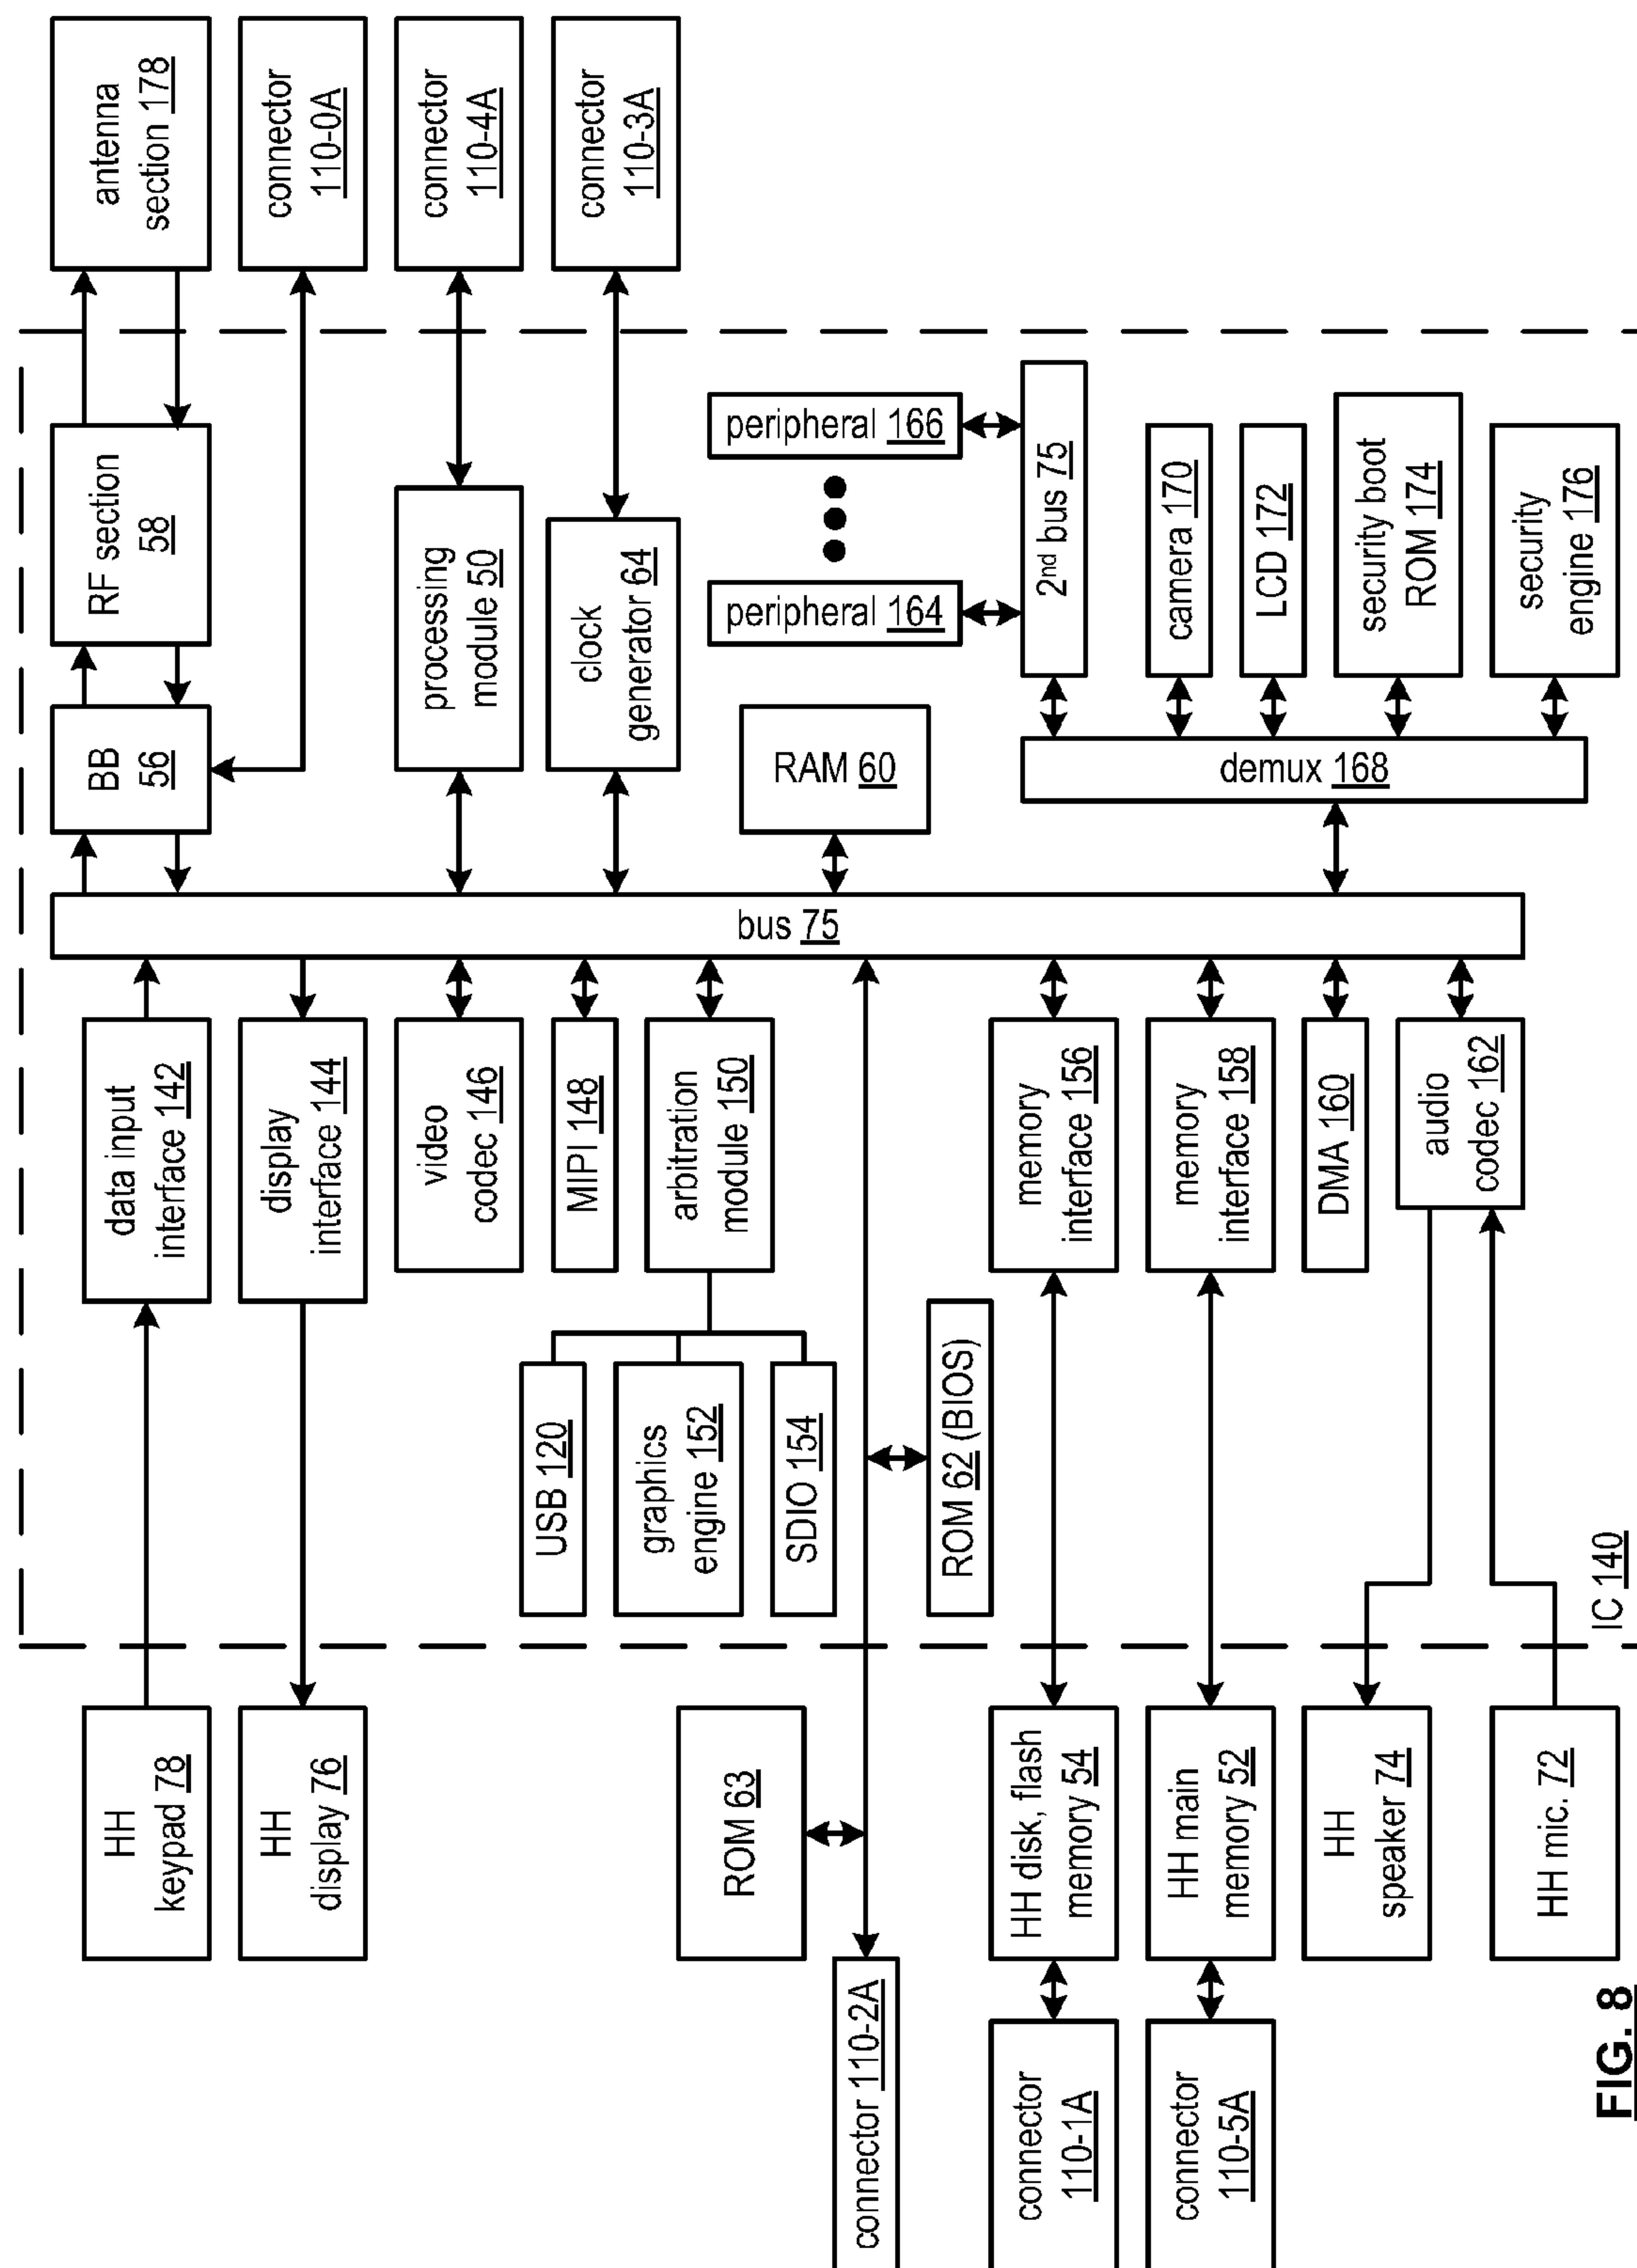 antenna
section 178
connector
110-0A
connector
110-4A
connector
110-3A
RF section
58
BB
56
processing
module 50
clock
generator 64
RAM 60
peripheral 166
peripheral 164
2nd bus 75
camera 170
LCD 172
security boot
ROM 174
security
engine 176
demux 168
bus 75
data input
interface 142
display
interface 144
video
codec 146
MIPI 148
arbitration
module 150
memory
interface 156
memory
interface 158
DMA 160
audio
codec 162
USB 120
graphics
engine 152
SDIO 154
ROM 62 (BIOS)
IC 140
HH
keypad 78
HH
display 76
ROM 63
HH disk, flash
memory 54
HH main
memory 52
HH
speaker 74
HH mic. 72
connector 110-2A
connector
110-1A
connector
110-5A
FIG. 8